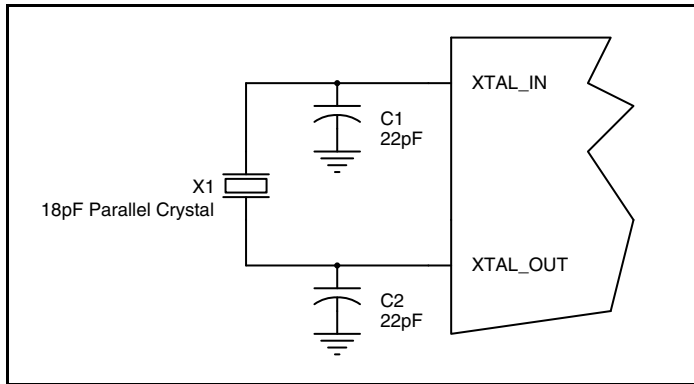 XTAL_IN
C1
22pF
X1
18pF Parallel Crystal
XTAL_OUT
C2
22pF